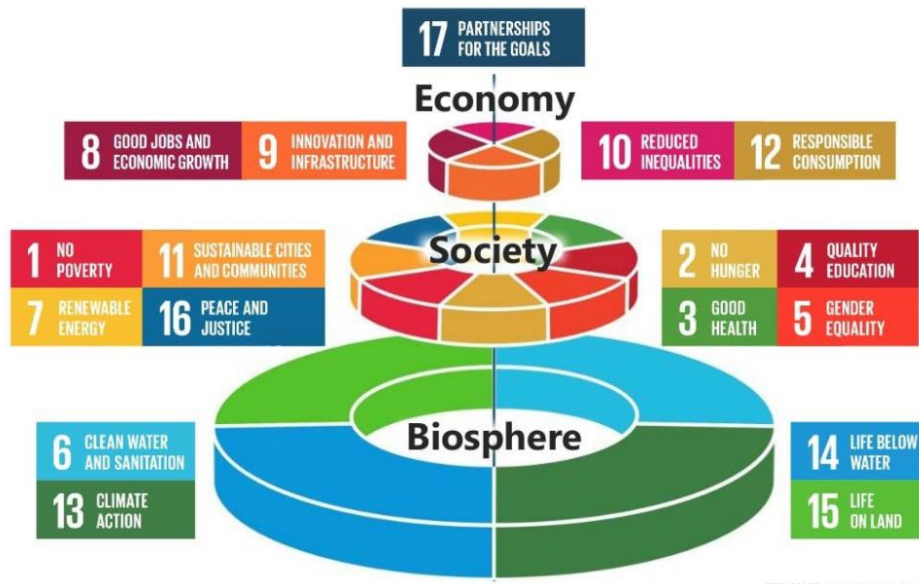 17 PARTNERSHIPS
FOR THE GOALS
Economy
8 GOOD JOBS AND
ECONOMIC GROWTH
9 INNOVATION AND
INFRASTRUCTURE
10 REDUCED
INEQUALITIES
12 RESPONSIBLE
CONSUMPTION
Society
1 NO
POVERTY
11 SUSTAINABLE CITIES
AND COMMUNITIES
7 RENEWABLE
ENERGY
16 PEACE AND
JUSTICE
2 NO
HUNGER
4 QUALITY
EDUCATION
3 GOOD
HEALTH
5 GENDER
EQUALITY
Biosphere
6 CLEAN WATER
AND SANITATION
13 CLIMATE
ACTION
14 LIFE BELOW
WATER
15 LIFE
ON LAND